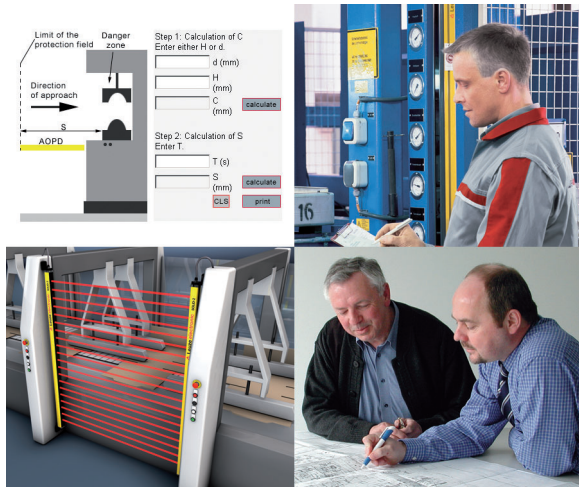 Limit of the
protection field
Danger
zone
Direction
of approach
S
AOPD
Step 1: Calculation of C
Enter either H or d.
d (mm)
H
(mm)
C
(mm)
calculate
Step 2: Calculation of S
Enter T.
T (s)
S
(mm)
calculate
CLS
print
16